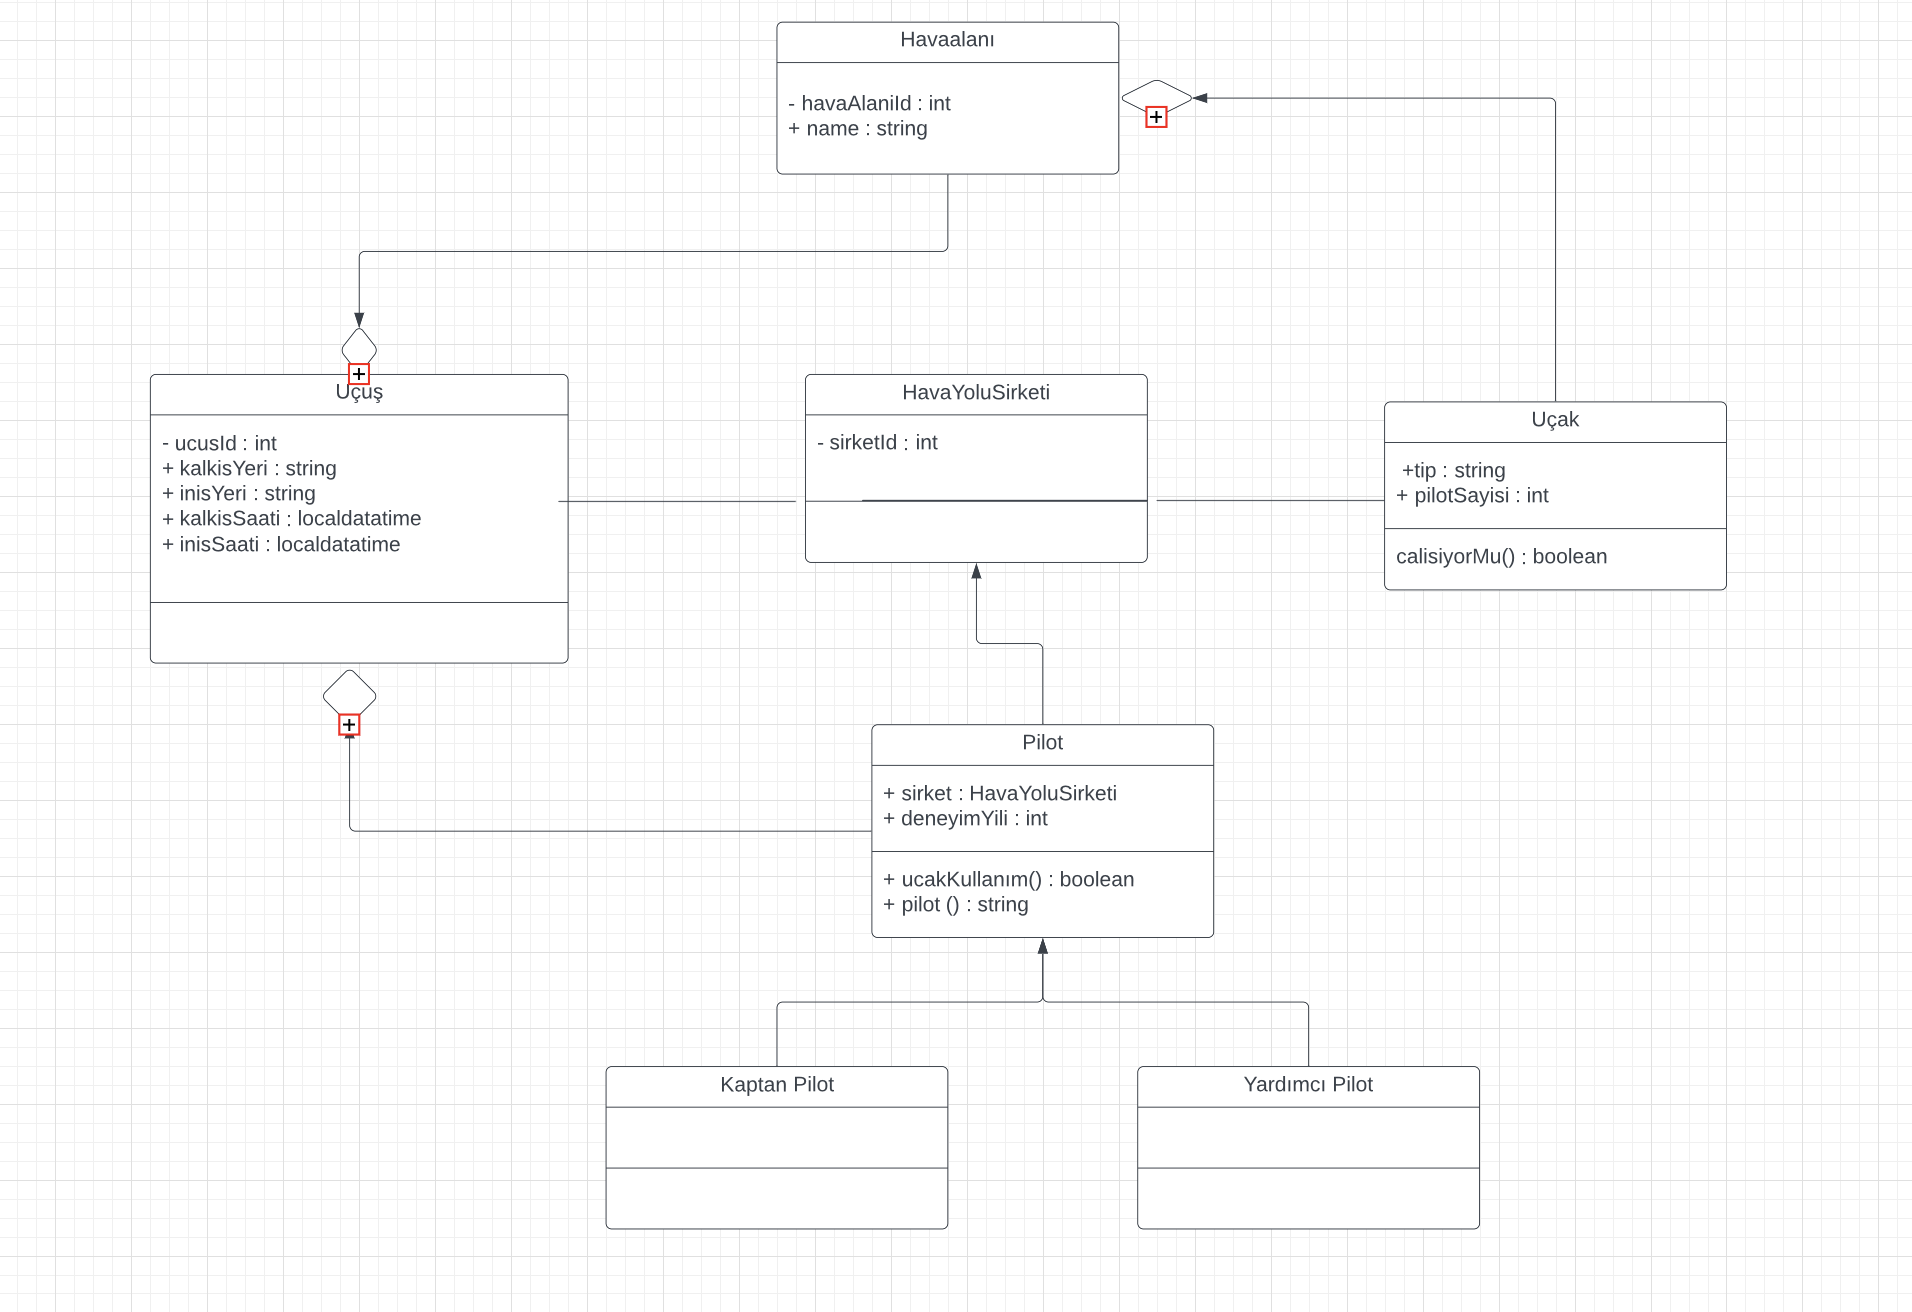 Havaalanı
- havaAlaniId : int
+ name : string
Uçuş
- ucusId : int
+ kalkisYeri : string
+ inisYeri : string
+ kalkisSaati : localdatatime
+ inisSaati : localdatatime
HavaYoluSirketi
- sirketId : int
Uçak
+tip : string
+ pilotSayisi : int
calisiyorMu() : boolean
Pilot
+ sirket : HavaYoluSirketi
+ deneyimYili : int
+ ucakKullanım() : boolean
+ pilot () : string
Kaptan Pilot
Yardımcı Pilot